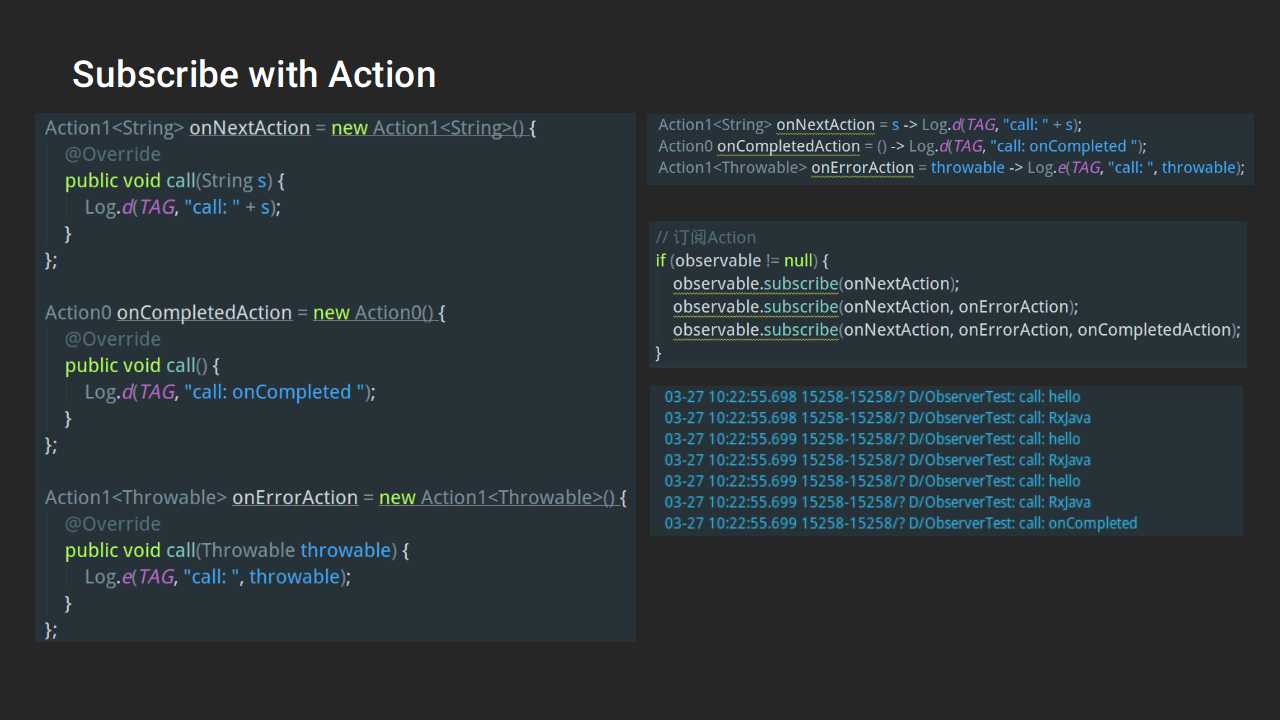 Subscribe with Action
Action1<String> onNextAction = new Action1<String>() {
@Override
public void call(String s) {
Log.d(TAG, "call: " + s);
}
};
Action0 onCompletedAction = new Action0() {
@Override
public void call() {
Log.d(TAG, "call: onCompleted ");
}
};
Action1<Throwable> onErrorAction = new Action1<Throwable>() {
@Override
public void call(Throwable throwable) {
Log.e(TAG, "call: ", throwable);
}
};
Action1<String> onNextAction = s -> Log.d(TAG, "call: " + s);
Action0 onCompletedAction = () -> Log.d(TAG, "call: onCompleted ");
Action1<Throwable> onErrorAction = throwable -> Log.e(TAG, "call: ", throwable);
// 订阅Action
if (observable != null) {
observable.subscribe(onNextAction);
observable.subscribe(onNextAction, onErrorAction);
observable.subscribe(onNextAction, onErrorAction, onCompletedAction);
}
03-27 10:22:55.698 15258-15258/? D/ObserverTest: call: hello
03-27 10:22:55.698 15258-15258/? D/ObserverTest: call: RxJava
03-27 10:22:55.699 15258-15258/? D/ObserverTest: call: hello
03-27 10:22:55.699 15258-15258/? D/ObserverTest: call: RxJava
03-27 10:22:55.699 15258-15258/? D/ObserverTest: call: hello
03-27 10:22:55.699 15258-15258/? D/ObserverTest: call: RxJava
03-27 10:22:55.699 15258-15258/? D/ObserverTest: call: onCompleted